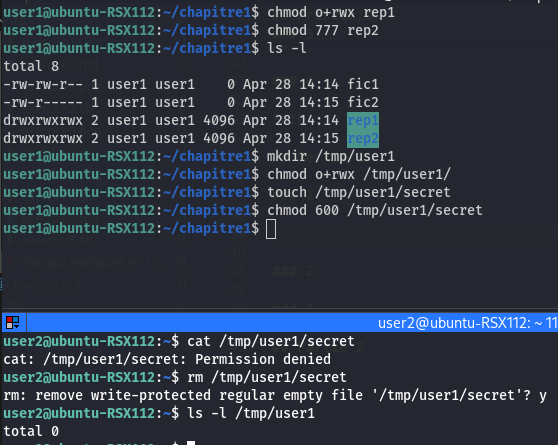 user1@ubuntu-RSX112:~/chapitre1$ chmod o+rwx rep1
user1@ubuntu-RSX112:~/chapitre1$ chmod 777 rep2
user1@ubuntu-RSX112:~/chapitre1$ ls -l
total 8
-rw-rw-r-- 1 user1 user1    0 Apr 28 14:14 fic1
-rw-r----- 1 user1 user1    0 Apr 28 14:15 fic2
drwxrwxrwx 2 user1 user1 4096 Apr 28 14:14 rep1
drwxrwxrwx 2 user1 user1 4096 Apr 28 14:15 rep2
user1@ubuntu-RSX112:~/chapitre1$ mkdir /tmp/user1
user1@ubuntu-RSX112:~/chapitre1$ chmod o+rwx /tmp/user1/
user1@ubuntu-RSX112:~/chapitre1$ touch /tmp/user1/secret
user1@ubuntu-RSX112:~/chapitre1$ chmod 600 /tmp/user1/secret
user1@ubuntu-RSX112:~/chapitre1$
### 2
user2@ubuntu-RSX112: ~ 11
user2@ubuntu-RSX112:~$ cat /tmp/user1/secret
cat: /tmp/user1/secret: Permission denied
user2@ubuntu-RSX112:~$ rm /tmp/user1/secret
rm: remove write-protected regular empty file '/tmp/user1/secret'? y
user2@ubuntu-RSX112:~$ ls -l /tmp/user1
total 0